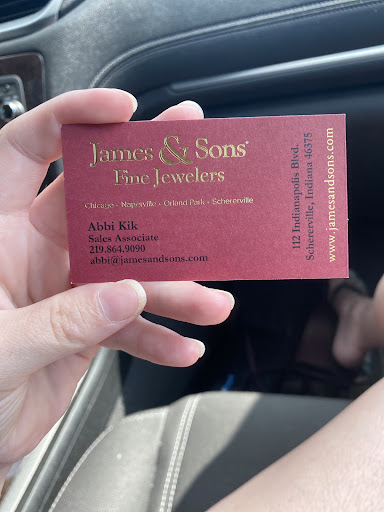 James & Sons®
Fine Jewelers
Chicago • Naperville • Orland Park • Schererville
Abbi Kik
Sales Associate
219.864.9090
abbi@jamesandsons.com
112 Indianapolis Blvd.
Schererville, Indiana 46375
www.jamesandsons.com